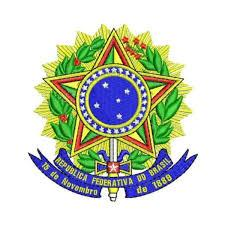 REPÚBLICA FEDERATIVA DO BRASIL
15 de Novembro de 1889